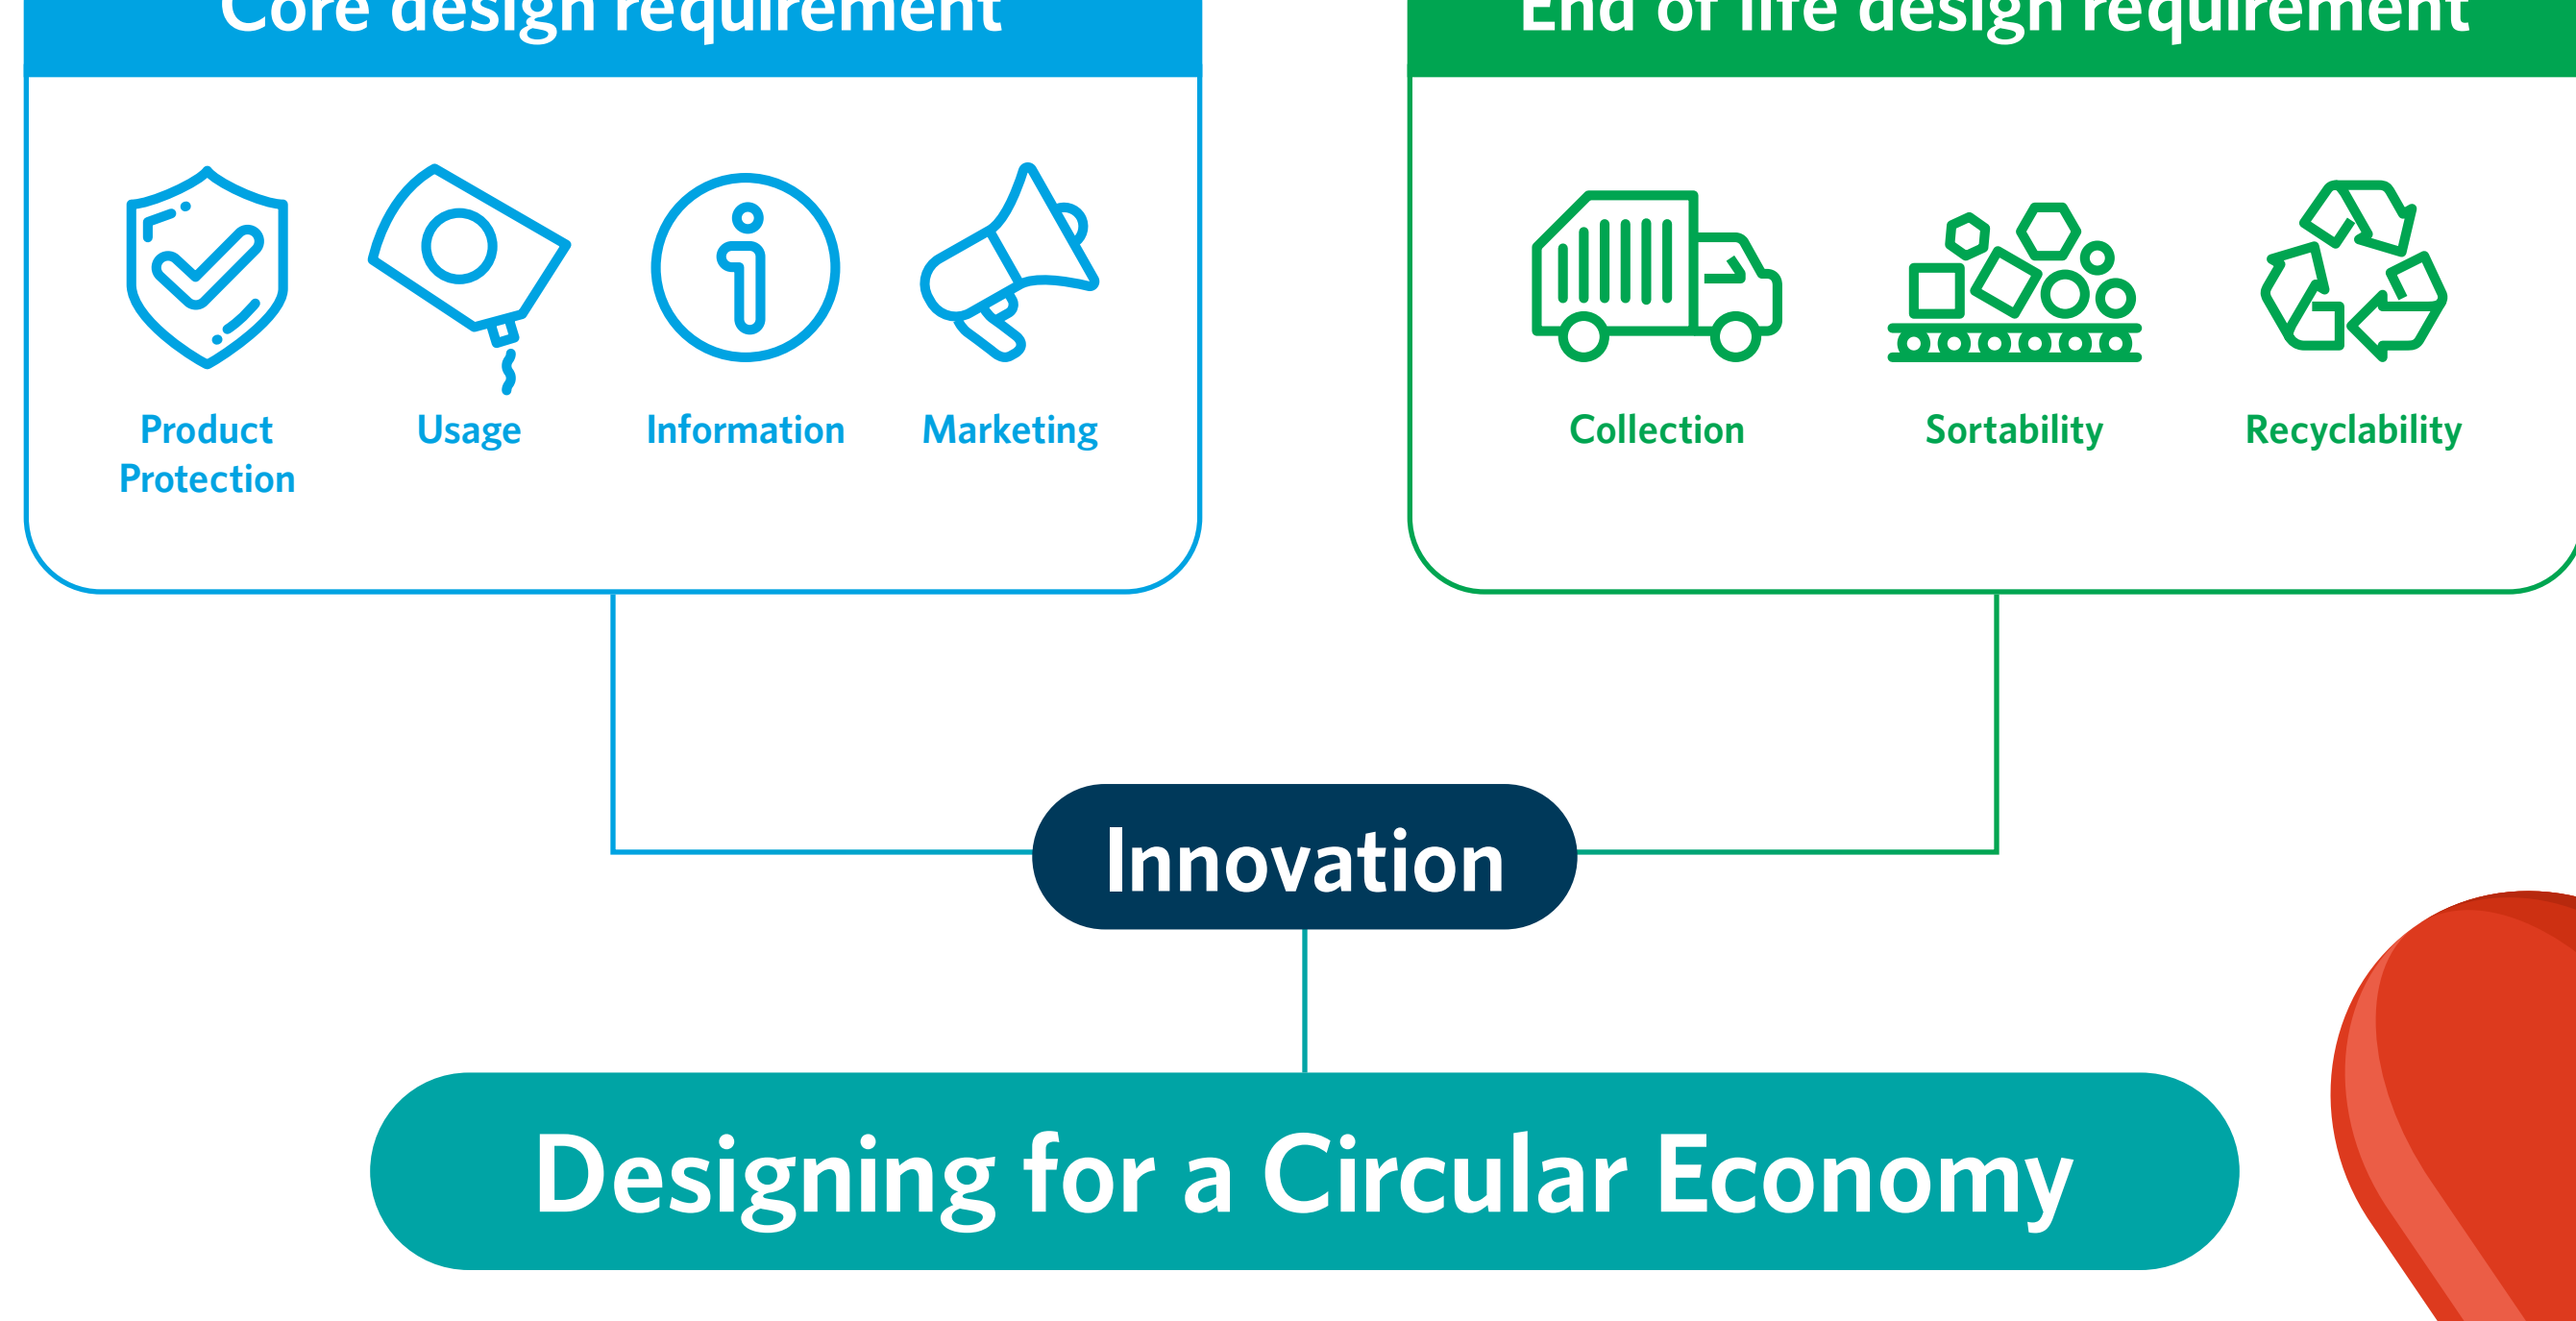 Core design requirement
End of life design requirement
Product
Protection
Usage
Information
Marketing
Collection
Sortability
Recyclability
Innovation
Designing for a Circular Economy